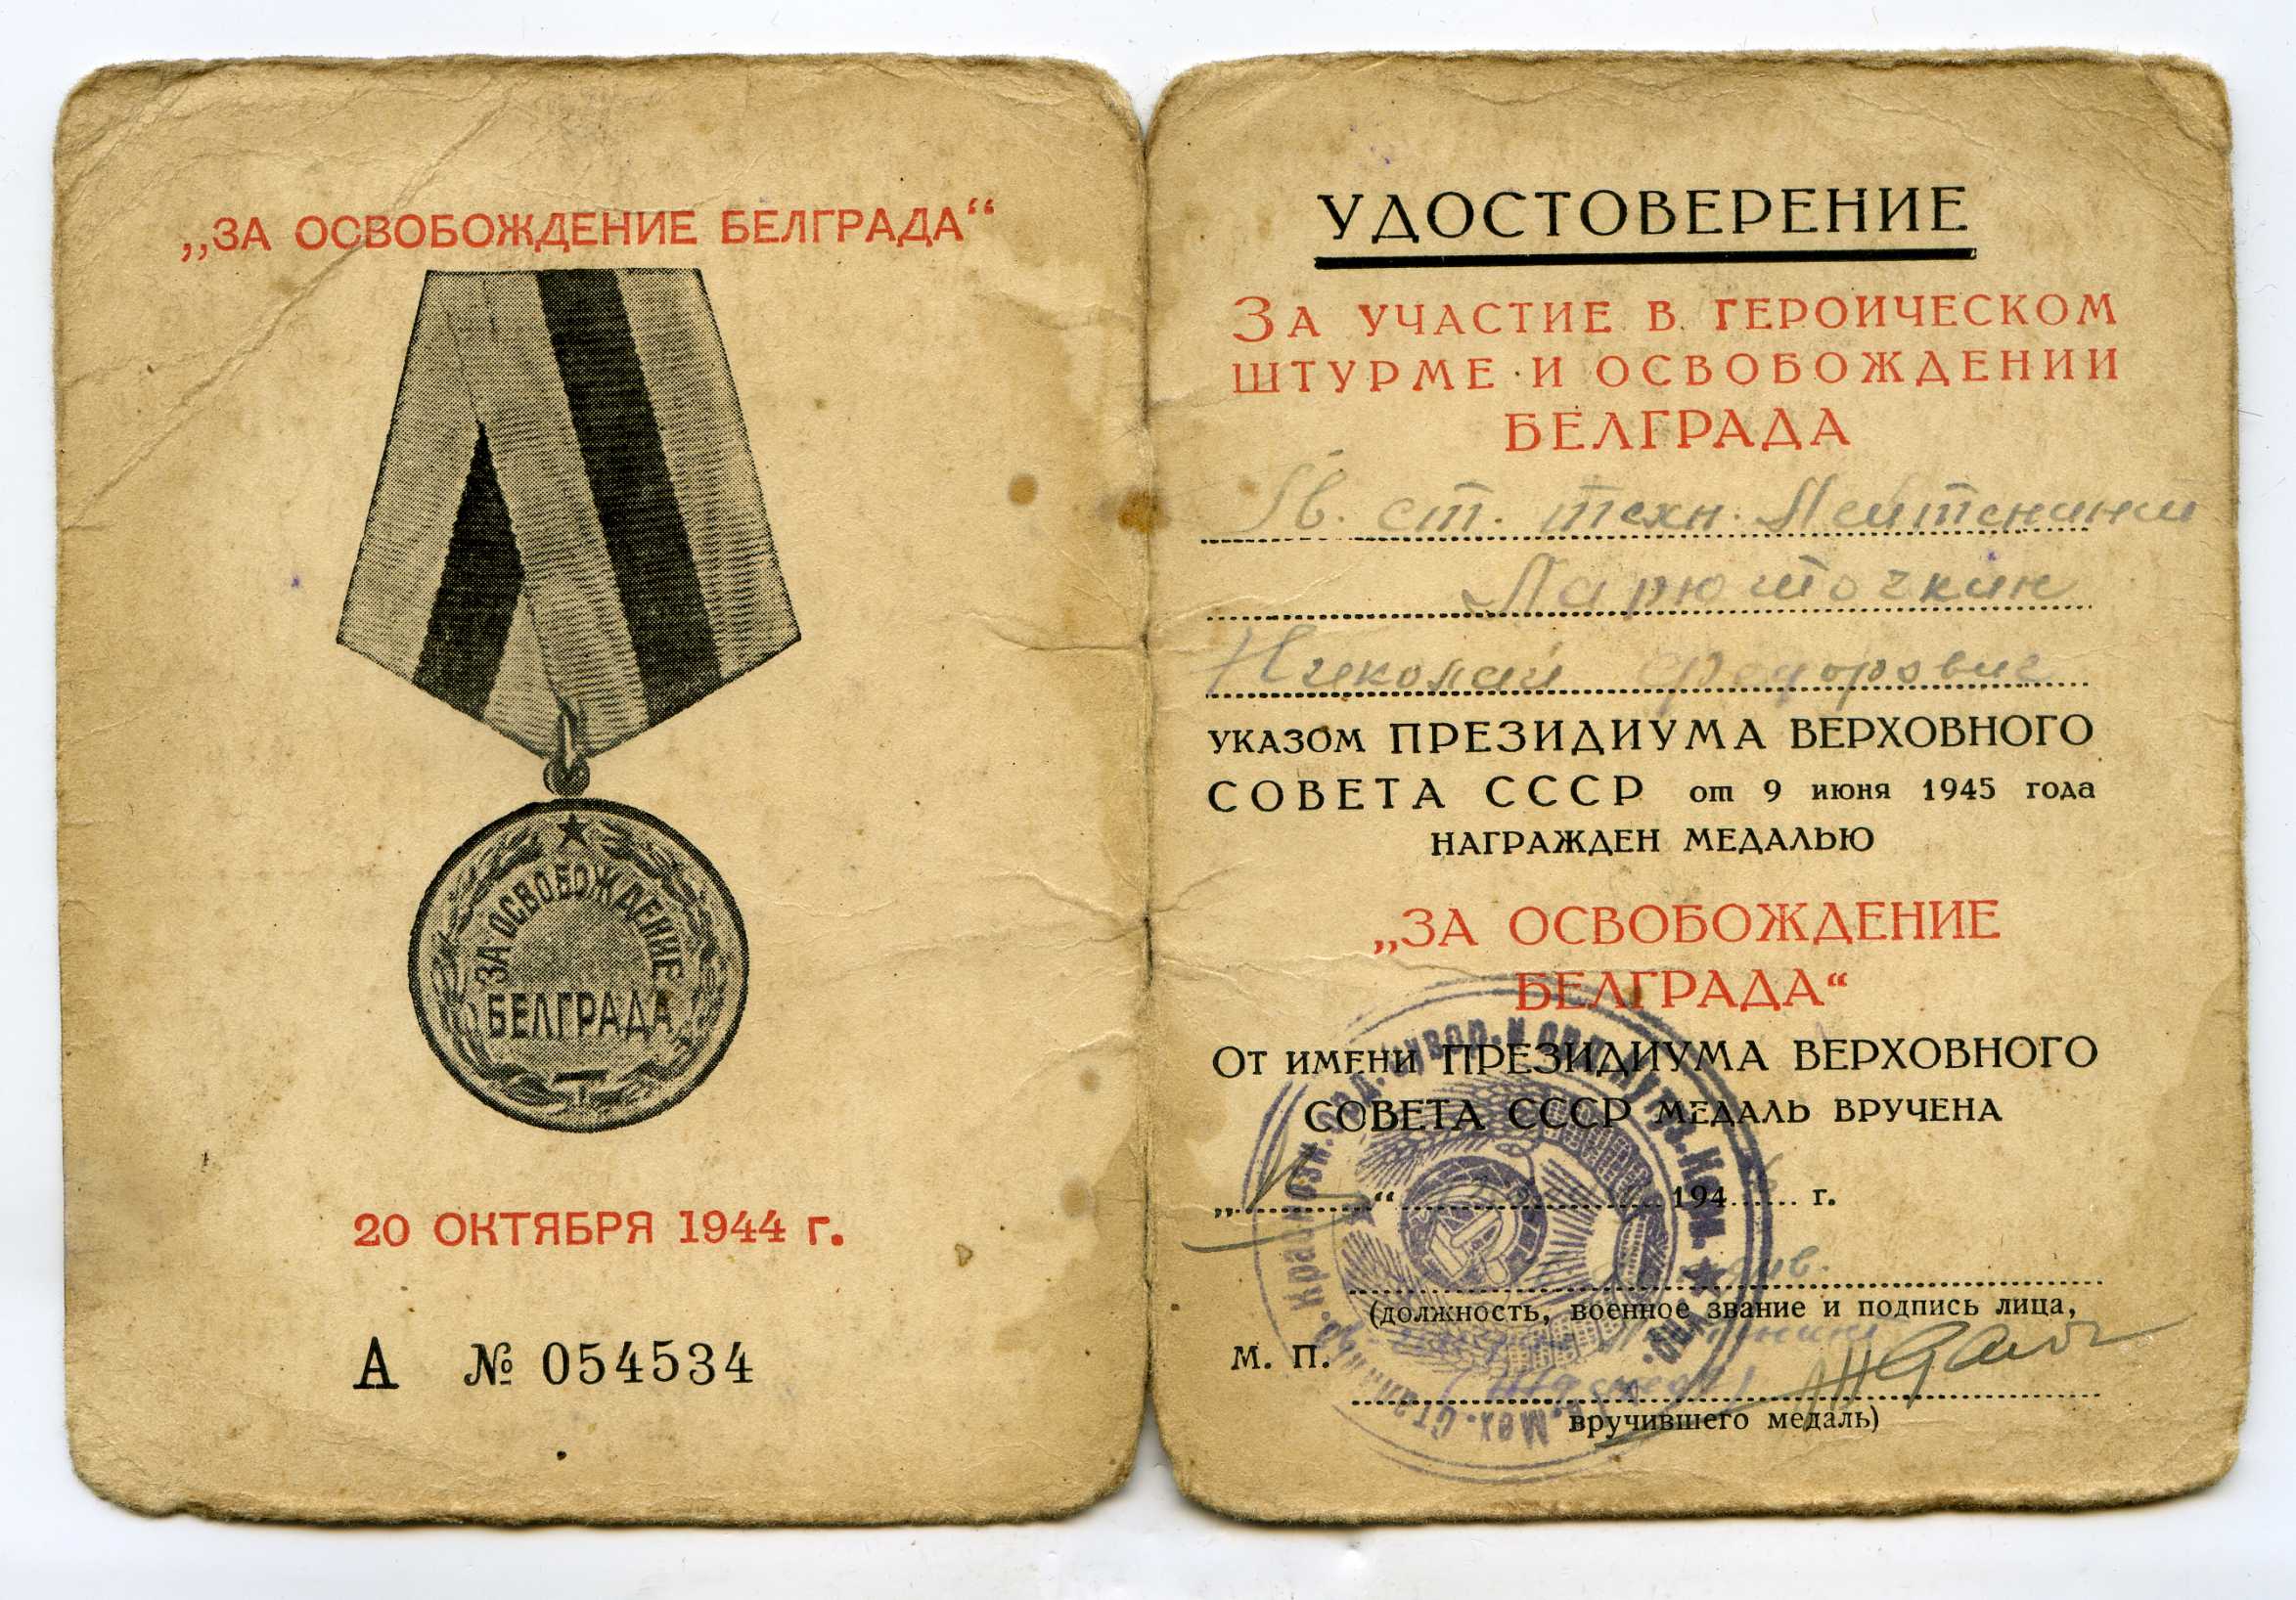 „ЗА ОСВОБОЖДЕНИЕ БЕЛГРАДА“
ЗА ОСВОБОЖДЕНИЕ
БЕЛГРАДА
20 ОКТЯБРЯ 1944 г.
А № 054534
УДОСТОВЕРЕНИЕ
ЗА УЧАСТИЕ В ГЕРОИЧЕСКОМ
ШТУРМЕ И ОСВОБОЖДЕНИИ
БЕЛГРАДА
Гв. ст. техн. Лейтенант
Ларюточкин
Николай Федорович
УКАЗОМ ПРЕЗИДИУМА ВЕРХОВНОГО
СОВЕТА СССР от 9 июня 1945 года
НАГРАЖДЕН МЕДАЛЬЮ
„ЗА ОСВОБОЖДЕНИЕ
БЕЛГРАДА“
ОТ ИМЕНИ ПРЕЗИДИУМА ВЕРХОВНОГО
СОВЕТА СССР МЕДАЛЬ ВРУЧЕНА
„ “ 194 г.
(должность, военное звание и подпись лица,
М. П.
вручившего медаль)